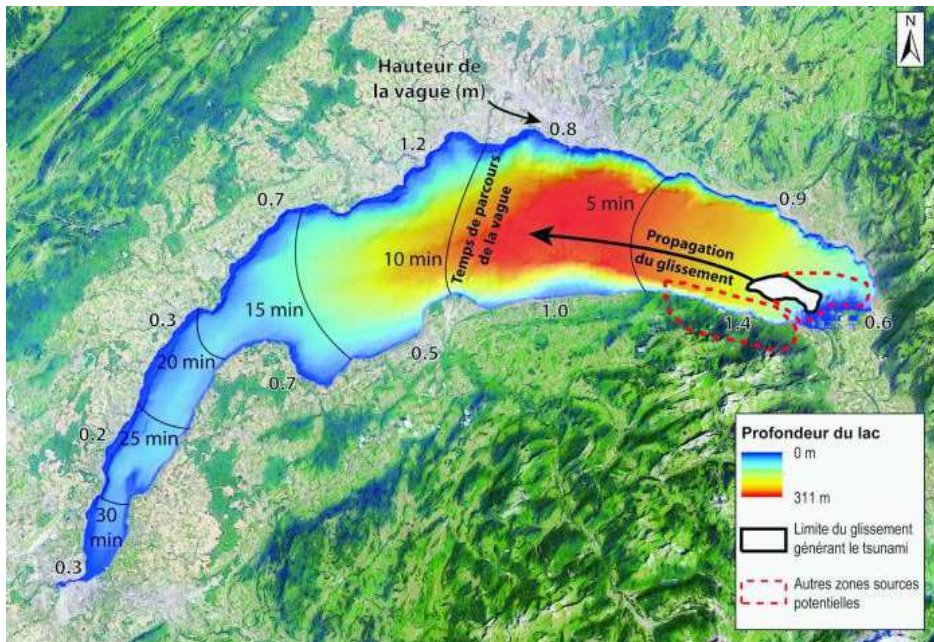 N
Hauteur de
la vague (m)
0.8
1.2
0.7
0.9
5 min
Temps de parcours
de la vague
10 min
Propagation
du glissement
15 min
0.3
20 min
1.0
1.4
0.6
0.5
0.7
0.2
25 min
30
min
0.3
Profondeur du lac
0 m
311 m
Limite du glissement
générant le tsunami
Autres zones sources
potentielles